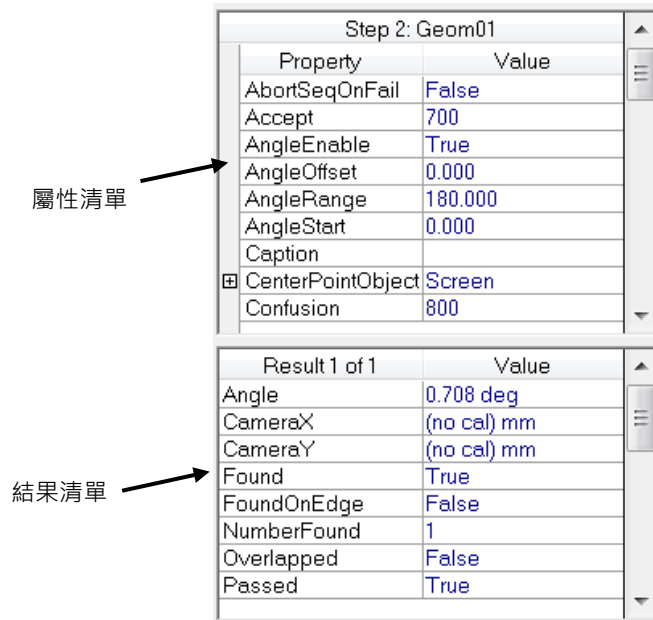 Step 2: Geom01
Property Value
AbortSeqOnFail False
Accept 700
AngleEnable True
AngleOffset 0.000
AngleRange 180.000
AngleStart 0.000
Caption
CenterPointObject Screen
Confusion 800
屬性清單
Result 1 of 1 Value
Angle 0.708 deg
CameraX (no cal) mm
CameraY (no cal) mm
Found True
FoundOnEdge False
NumberFound 1
Overlapped False
Passed True
結果清單